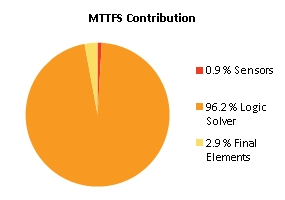 MTTFS Contribution
0.9 % Sensors
96.2 % Logic
Solver
2.9 % Final
Elements